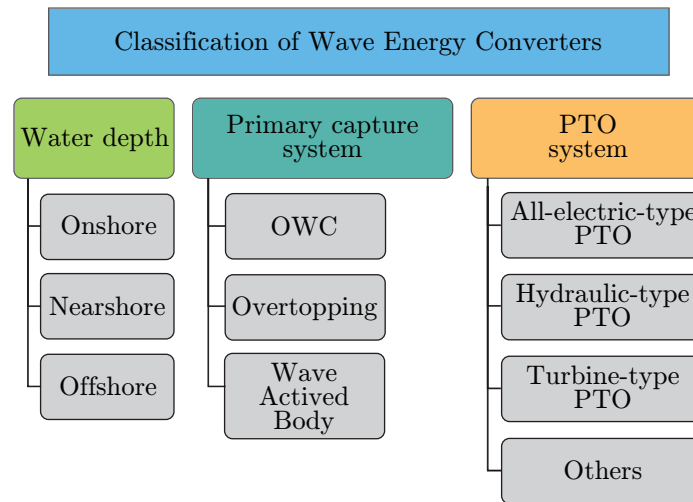 Classification of Wave Energy Converters
Water depth
Onshore
Nearshore
Offshore
Primary capture
system
OWC
Overtopping
Wave
Actived
Body
PTO
system
All-electric-type
PTO
Hydraulic-type
PTO
Turbine-type
PTO
Others